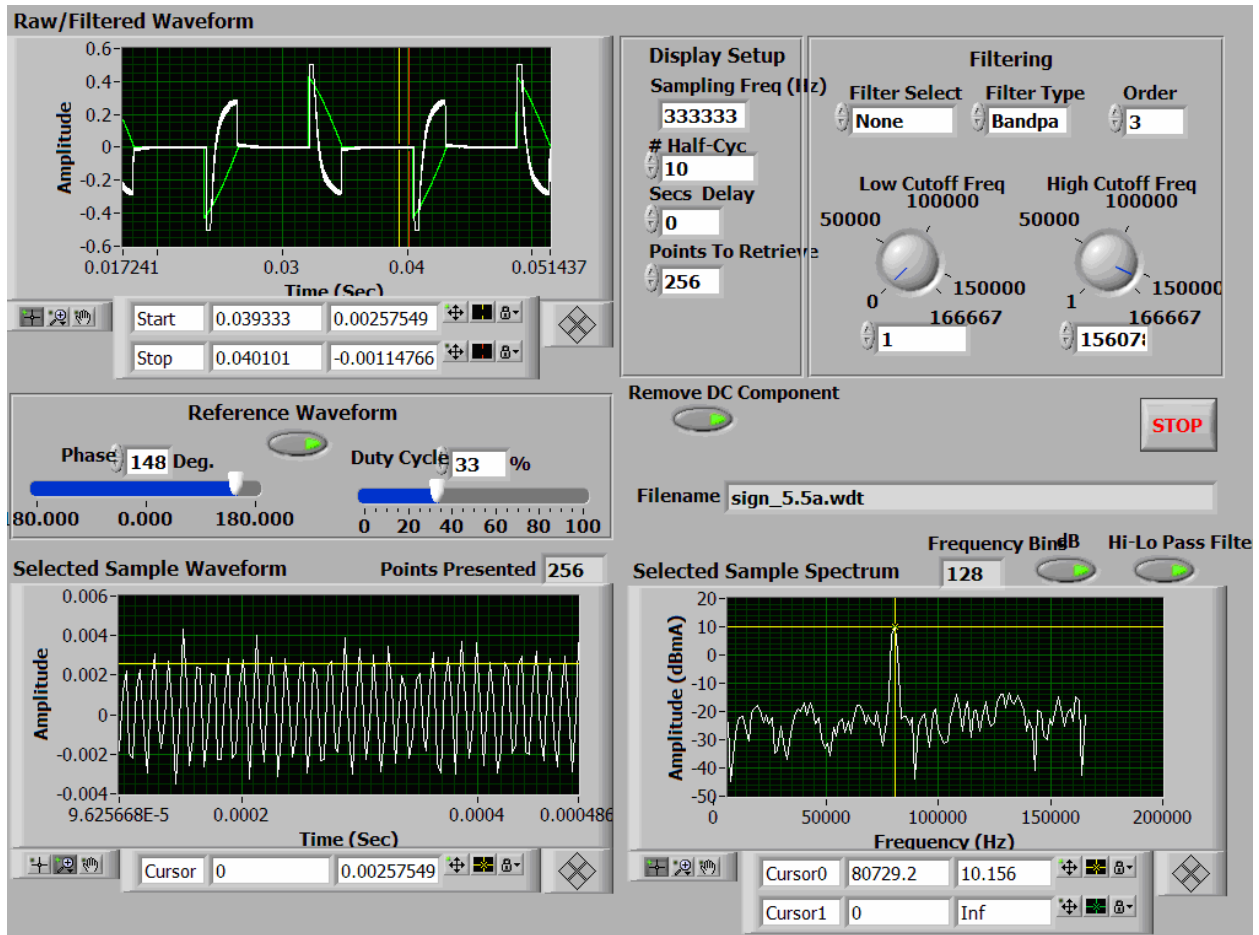 Raw/Filtered Waveform
Amplitude
0.6
0.4
0.2
0
-0.2
-0.4
-0.6
0.017241 0.03 0.04 0.051437
Time (Sec)
Start 0.039333 0.00257549
Stop 0.040101 -0.00114766
Display Setup
Sampling Freq (Hz)
333333
# Half-Cyc
10
Secs Delay
0
Points To Retrieve
256
Filtering
Filter Select Filter Type Order
None Bandpa 3
Low Cutoff Freq High Cutoff Freq
50000 100000 50000 100000
0 150000 1 150000
166667 166667
1 156078
Reference Waveform
Phase 148 Deg. Duty Cycle 33 %
180.000 0.000 180.000 0 20 40 60 80 100
Remove DC Component
STOP
Filename sign_5.5a.wdt
Selected Sample Waveform Points Presented 256
Amplitude
0.006
0.004
0.002
0
-0.002
-0.004
9.625668E-5 0.0002 0.0004 0.000486
Time (Sec)
Cursor 0 0.00257549
Frequency Bins dB Hi-Lo Pass Filte
Selected Sample Spectrum 128
Amplitude (dBmA)
20
10
0
-10
-20
-30
-40
-50
0 50000 100000 150000 200000
Frequency (Hz)
Cursor0 80729.2 10.156
Cursor1 0 Inf